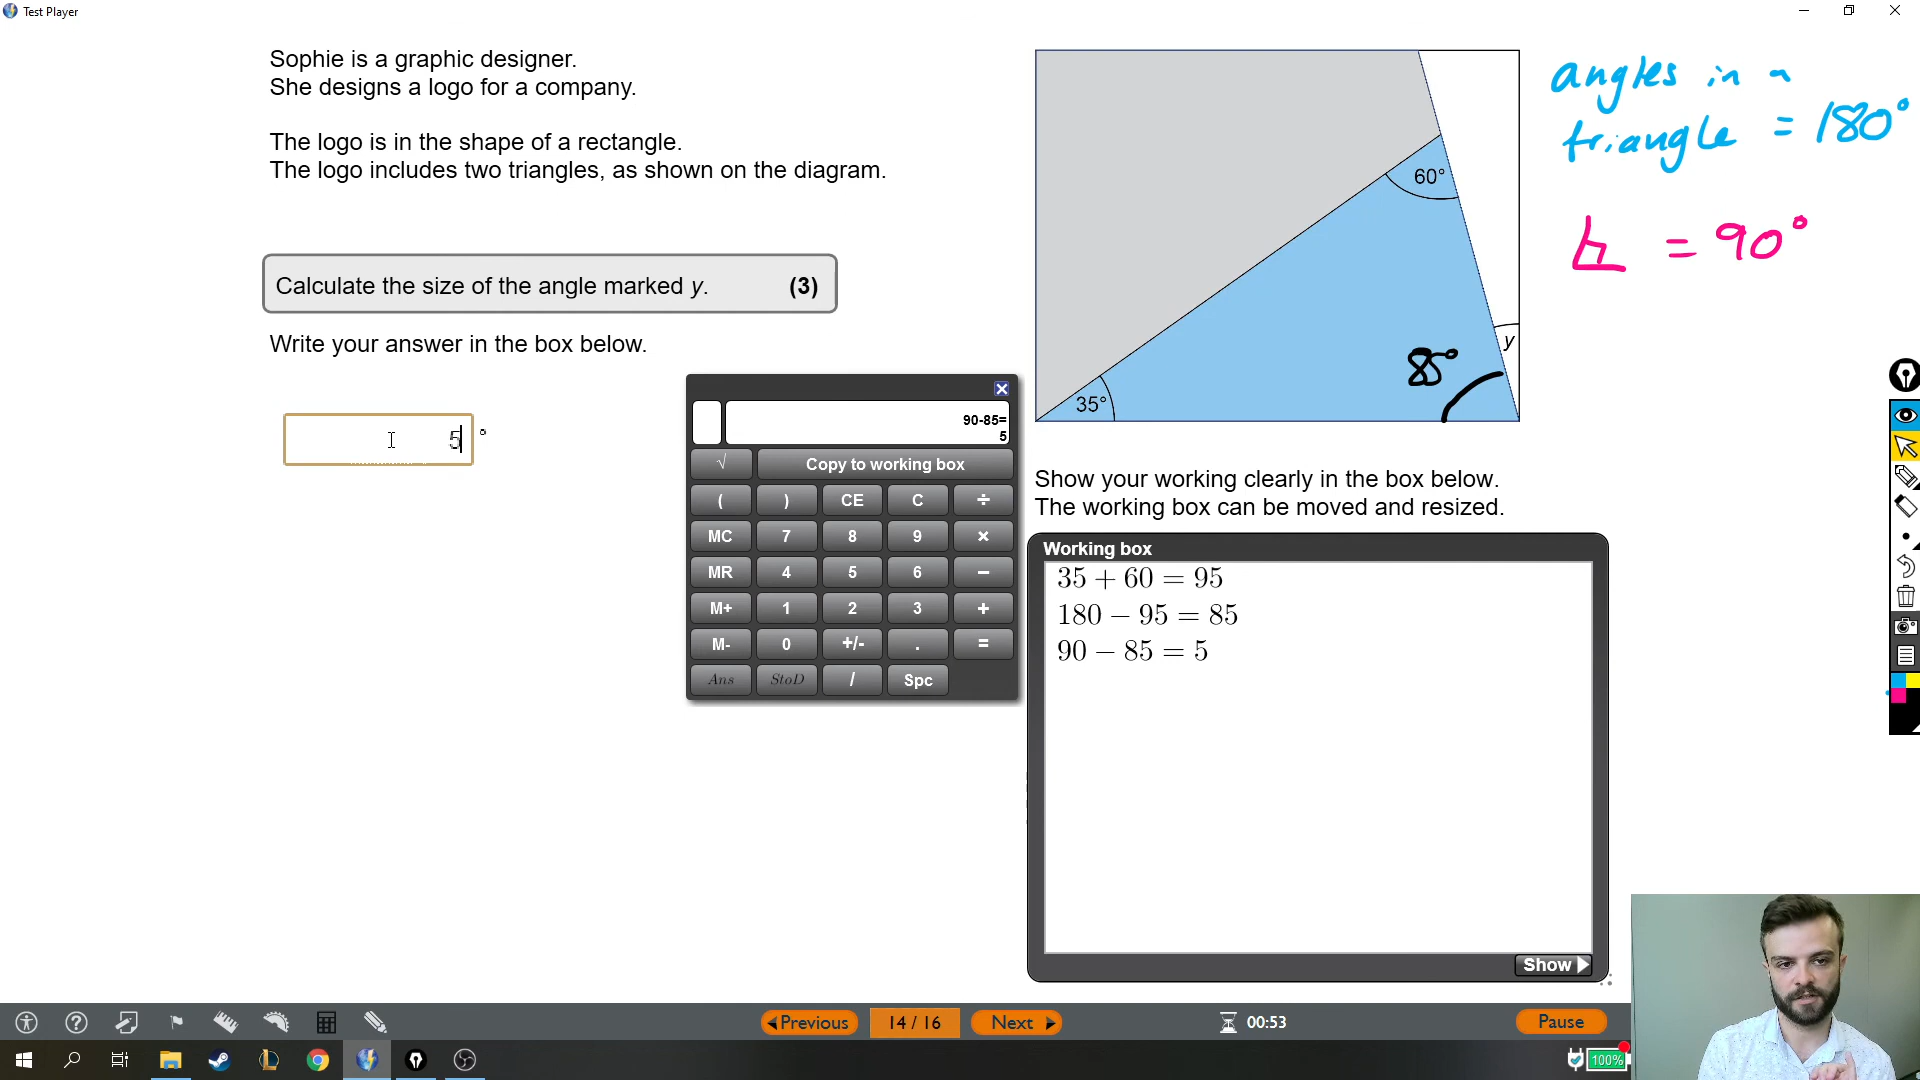 Test Player
Sophie is a graphic designer.
She designs a logo for a company.
The logo is in the shape of a rectangle.
The logo includes two triangles, as shown on the diagram.
Calculate the size of the angle marked y. (3)
Write your answer in the box below.
5 °
90-85=
5
√ Copy to working box
( ) CE C ÷
MC 7 8 9 ×
MR 4 5 6 −
M+ 1 2 3 +
M- 0 +/- . =
Ans StoD / Spc
60°
35°
85°
y
angles in a
triangle = 180°
= 90°
Show your working clearly in the box below.
The working box can be moved and resized.
Working box
35 + 60 = 95
180 − 95 = 85
90 − 85 = 5
Show
Previous 14 / 16 Next 00:53 Pause
100%